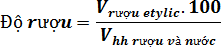 Độ rượu = V rượu etylic . 100 / V hh rượu và nước